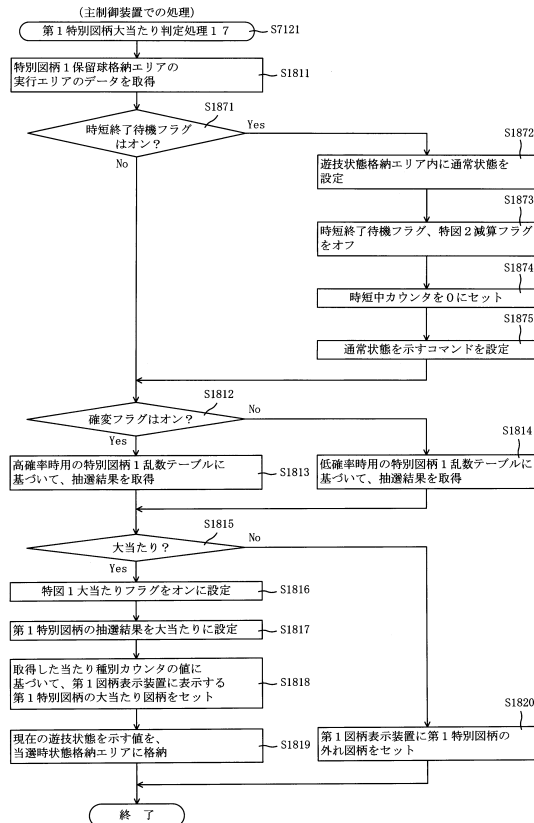 (主制御装置での処理)
第1特別図柄大当たり判定処理17
S7121
特別図柄1保留球格納エリアの
実行エリアのデータを取得
S1811
S1871
時短終了待機フラグ
はオン？
Yes
No
S1872
遊技状態格納エリア内に通常状態を
設定
S1873
時短終了待機フラグ、特図2減算フラグ
をオフ
S1874
時短中カウンタを0にセット
S1875
通常状態を示すコマンドを設定
S1812
確変フラグはオン？
No
Yes
高確率時用の特別図柄1乱数テーブルに
基づいて、抽選結果を取得
S1813
S1814
低確率時用の特別図柄1乱数テーブルに
基づいて、抽選結果を取得
S1815
大当たり？
No
Yes
特図1大当たりフラグをオンに設定
S1816
第1特別図柄の抽選結果を大当たりに設定
S1817
取得した当たり種別カウンタの値に
基づいて、第1図柄表示装置に表示する
第1特別図柄の大当たり図柄をセット
S1818
現在の遊技状態を示す値を、
当選時状態格納エリアに格納
S1819
S1820
第1図柄表示装置に第1特別図柄の
外れ図柄をセット
終 了